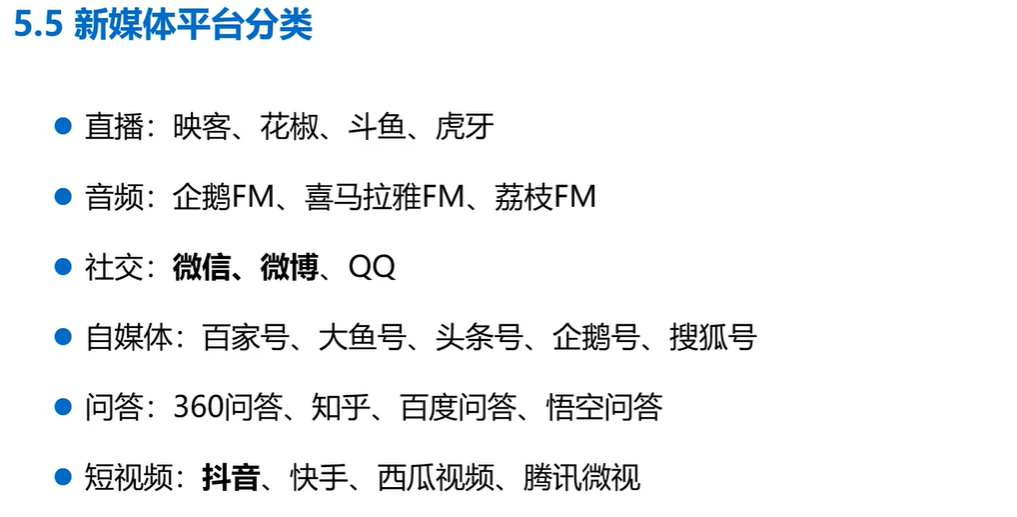 5.5 新媒体平台分类
● 直播：映客、花椒、斗鱼、虎牙
● 音频：企鹅FM、喜马拉雅FM、荔枝FM
● 社交：微信、微博、QQ
● 自媒体：百家号、大鱼号、头条号、企鹅号、搜狐号
● 问答：360问答、知乎、百度问答、悟空问答
● 短视频：抖音、快手、西瓜视频、腾讯微视